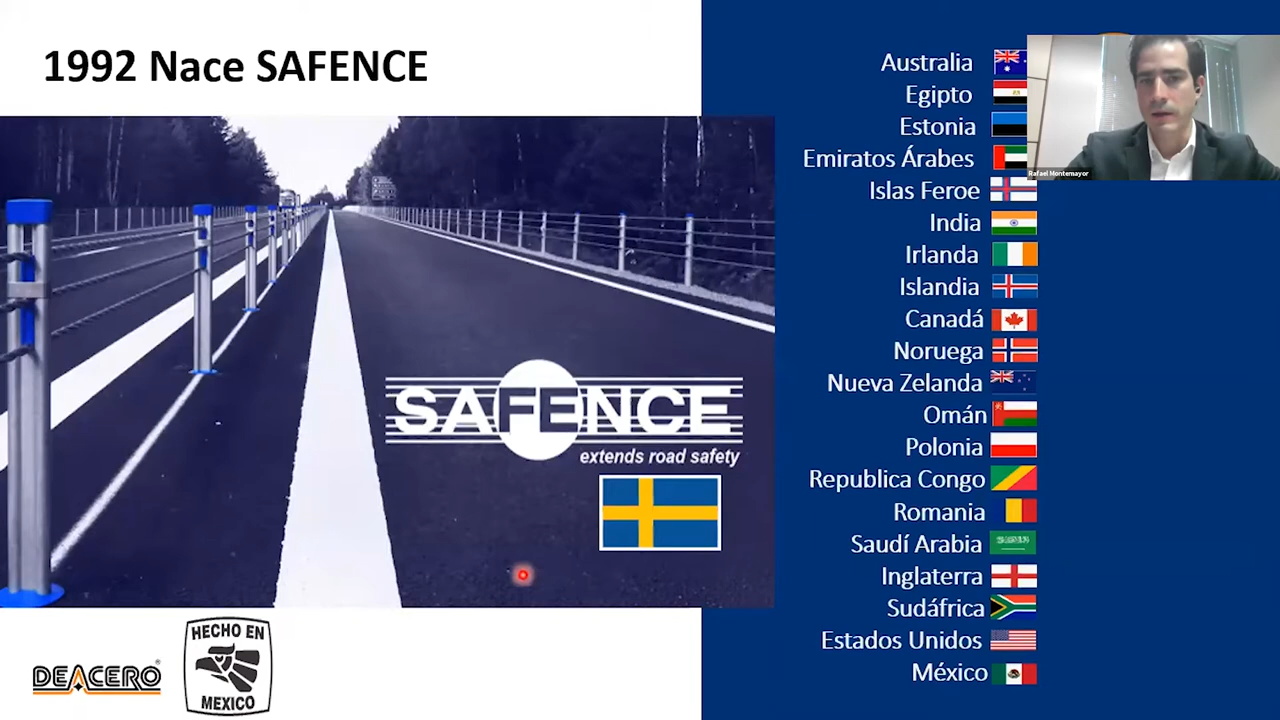 1992 Nace SAFENCE
SAFENCE
extends road safety
DEACERO®
HECHO EN
MEXICO
Australia
Egipto
Estonia
Emiratos Árabes
Islas Feroe
India
Irlanda
Islandia
Canadá
Noruega
Nueva Zelanda
Omán
Polonia
Republica Congo
Romania
Saudí Arabia
Inglaterra
Sudáfrica
Estados Unidos
México
Rafael Montemayor